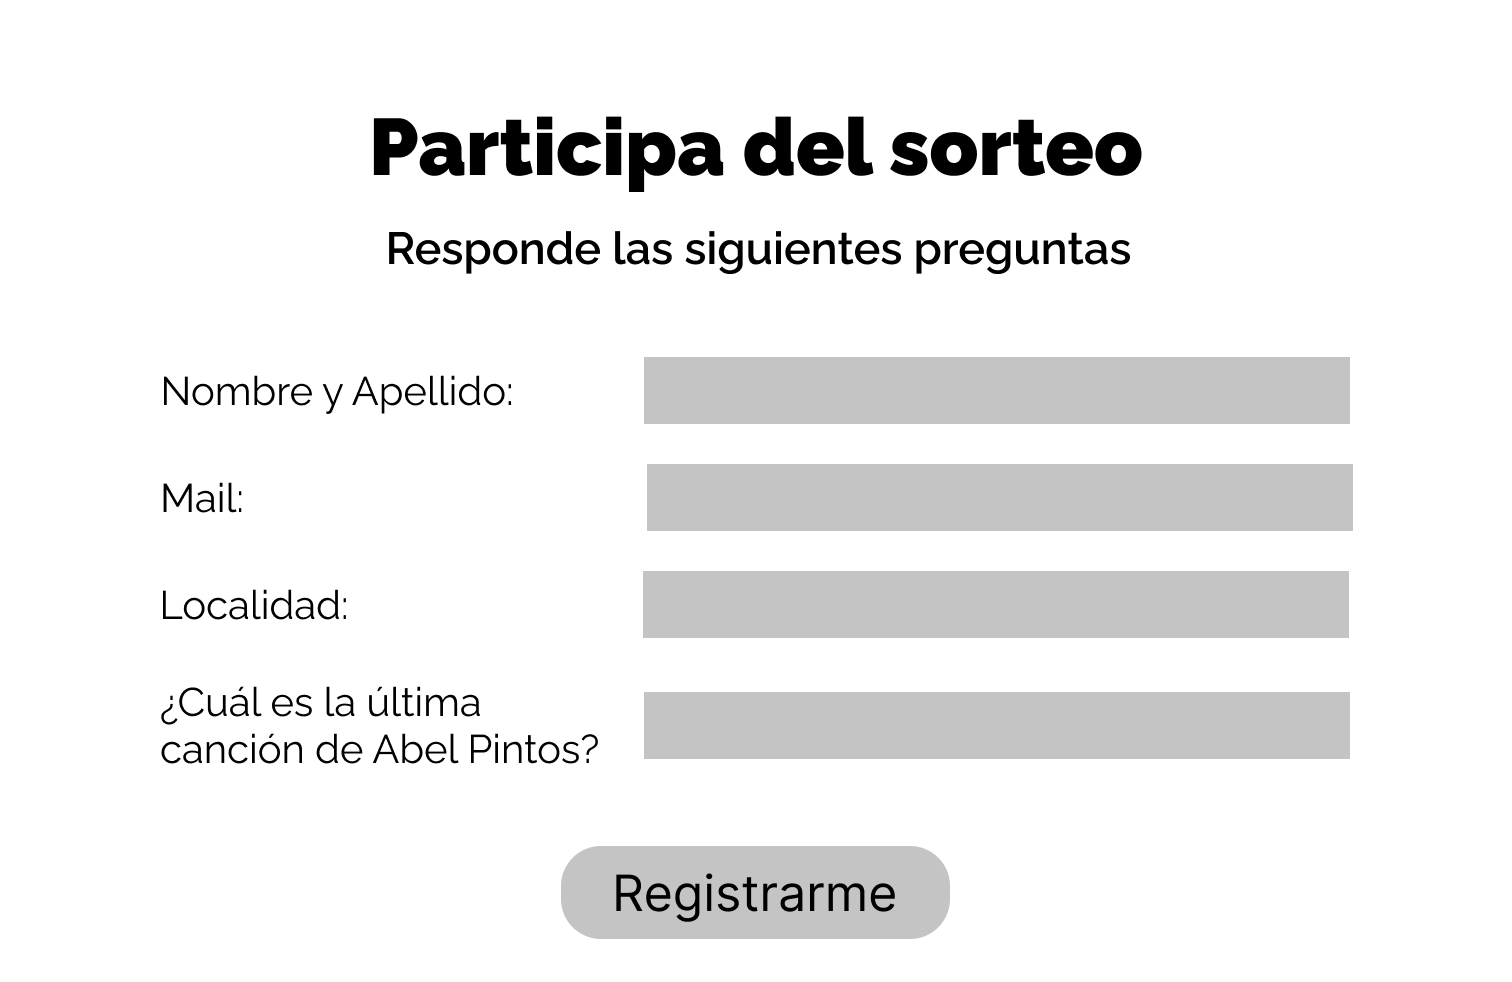 Participa del sorteo
Responde las siguientes preguntas
Nombre y Apellido:
Mail:
Localidad:
¿Cuál es la última
canción de Abel Pintos?
Registrarme